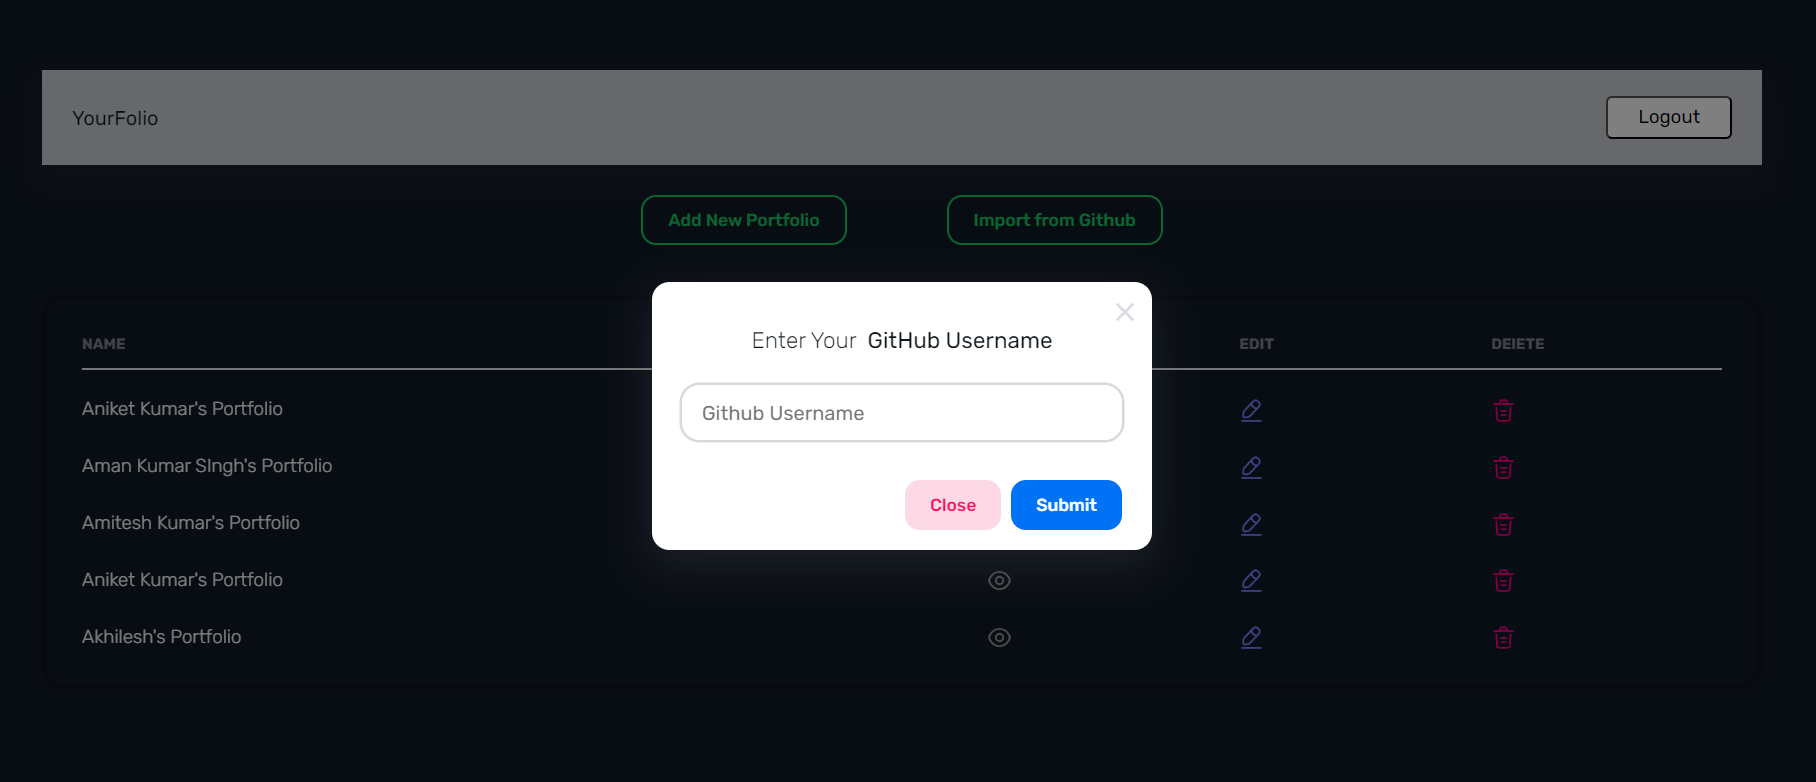 YourFolio
Logout
Add New Portfolio
Import from Github
Enter Your GitHub Username
Github Username
Close
Submit
NAME
EDIT
DElETE
Aniket Kumar's Portfolio
Aman Kumar SIngh's Portfolio
Amitesh Kumar's Portfolio
Aniket Kumar's Portfolio
Akhilesh's Portfolio